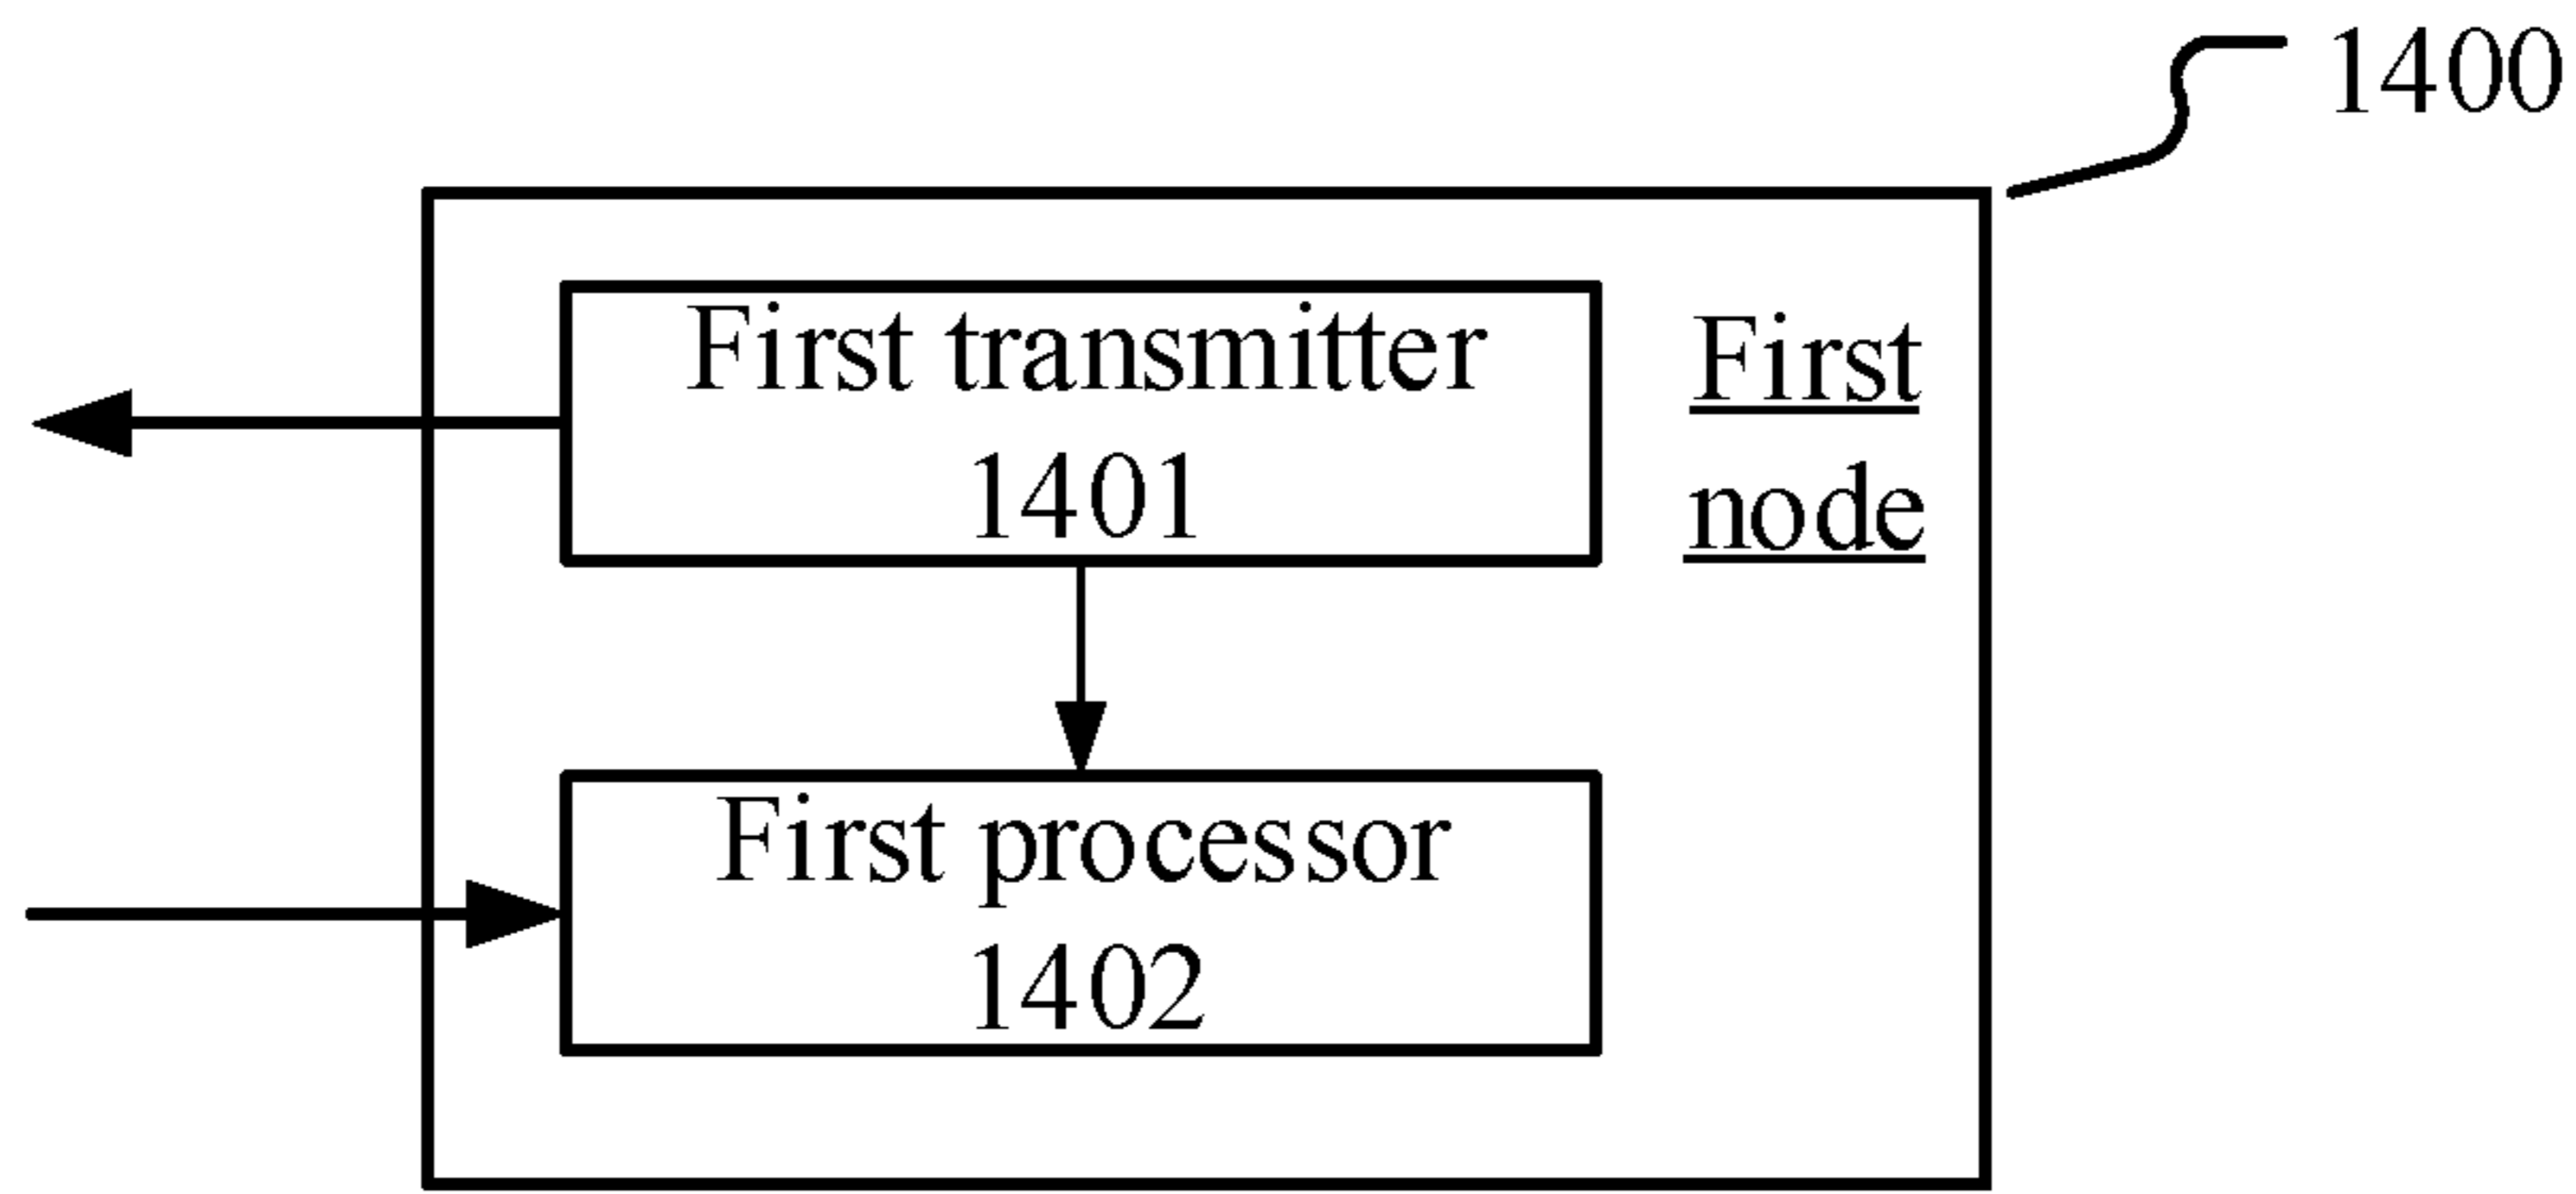 1400
First transmitter
1401
First
node
First processor
1402